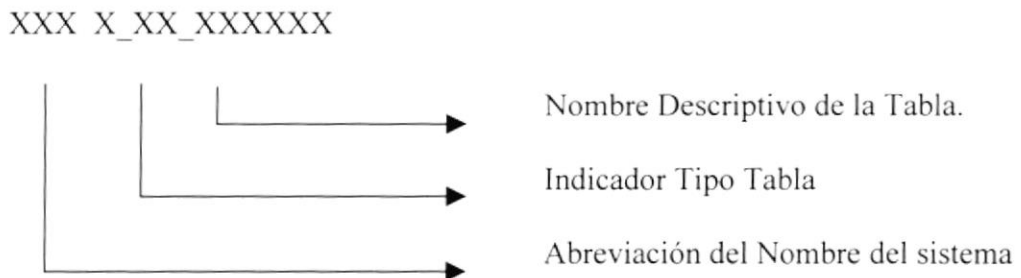 XXX X_XX_XXXXXX
Nombre Descriptivo de la Tabla.
Indicador Tipo Tabla
Abreviación del Nombre del sistema